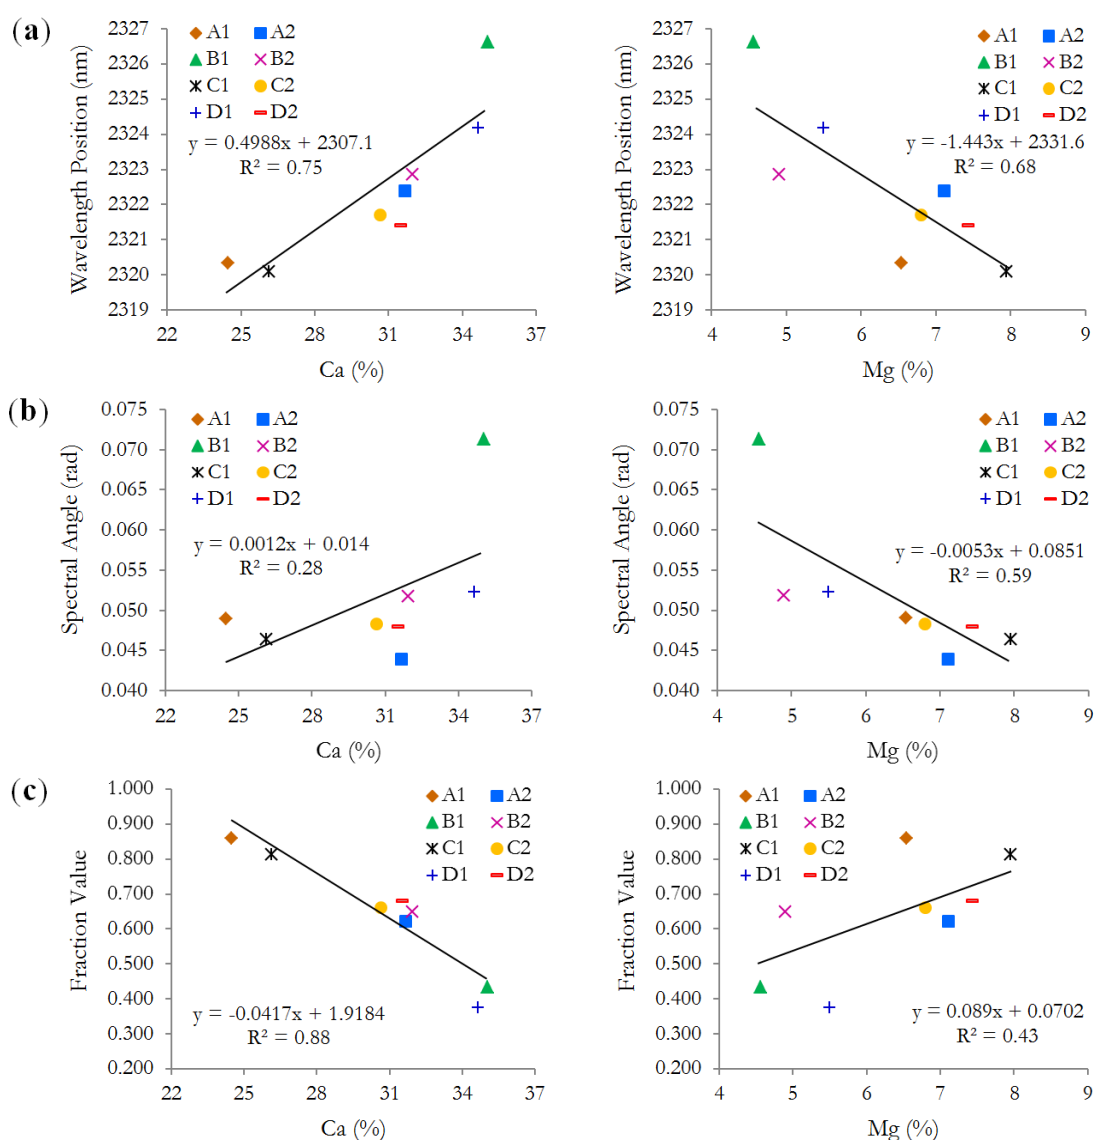 (a)
Wavelength Position (nm)
2327
2326
2325
2324
2323
2322
2321
2320
2319
A1 A2
B1 B2
C1 C2
D1 D2
y = 0.4988x + 2307.1
R² = 0.75
22 25 28 31 34 37
Ca (%)
Wavelength Position (nm)
2327
2326
2325
2324
2323
2322
2321
2320
2319
A1 A2
B1 B2
C1 C2
D1 D2
y = -1.443x + 2331.6
R² = 0.68
4 5 6 7 8 9
Mg (%)
(b)
Spectral Angle (rad)
0.075
0.070
0.065
0.060
0.055
0.050
0.045
0.040
A1 A2
B1 B2
C1 C2
D1 D2
y = 0.0012x + 0.014
R² = 0.28
22 25 28 31 34 37
Ca (%)
Spectral Angle (rad)
0.075
0.070
0.065
0.060
0.055
0.050
0.045
0.040
A1 A2
B1 B2
C1 C2
D1 D2
y = -0.0053x + 0.0851
R² = 0.59
4 5 6 7 8 9
Mg (%)
(c)
Fraction Value
1.000
0.900
0.800
0.700
0.600
0.500
0.400
0.300
0.200
A1 A2
B1 B2
C1 C2
D1 D2
y = -0.0417x + 1.9184
R² = 0.88
22 25 28 31 34 37
Ca (%)
Fraction Value
1.000
0.900
0.800
0.700
0.600
0.500
0.400
0.300
0.200
A1 A2
B1 B2
C1 C2
D1 D2
y = 0.089x + 0.0702
R² = 0.43
4 5 6 7 8 9
Mg (%)